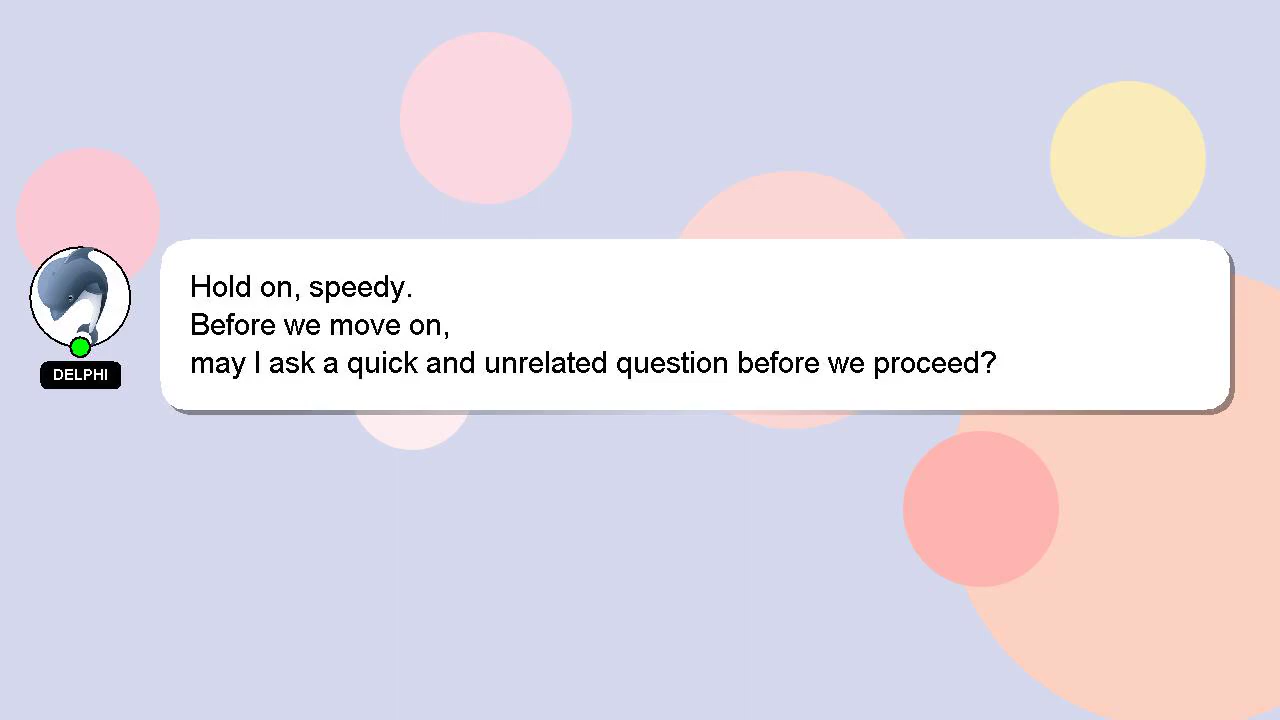 Hold on, speedy.
Before we move on,
may I ask a quick and unrelated question before we proceed?
DELPHI